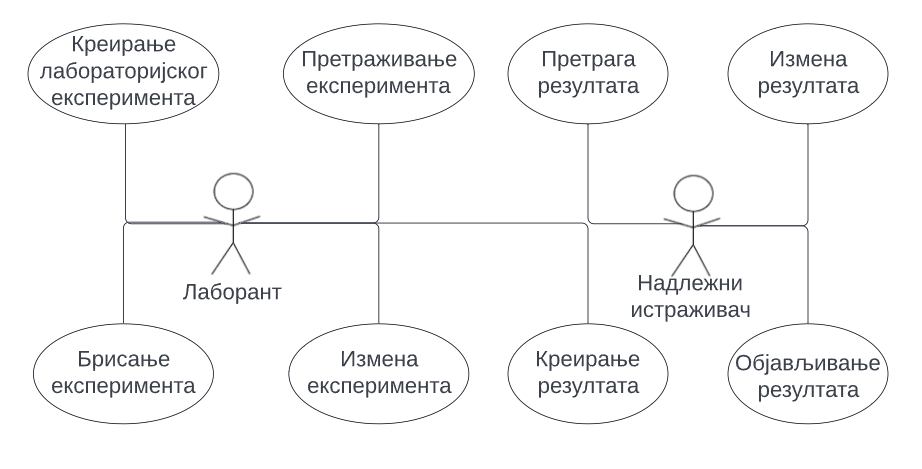 Креирање
лабораторијског
експеримента
Претраживање
експеримента
Претрага
резултата
Измена
резултата
Лаборант
Надлежни
истраживач
Брисање
експеримента
Измена
експеримента
Креирање
резултата
Објављивање
резултата